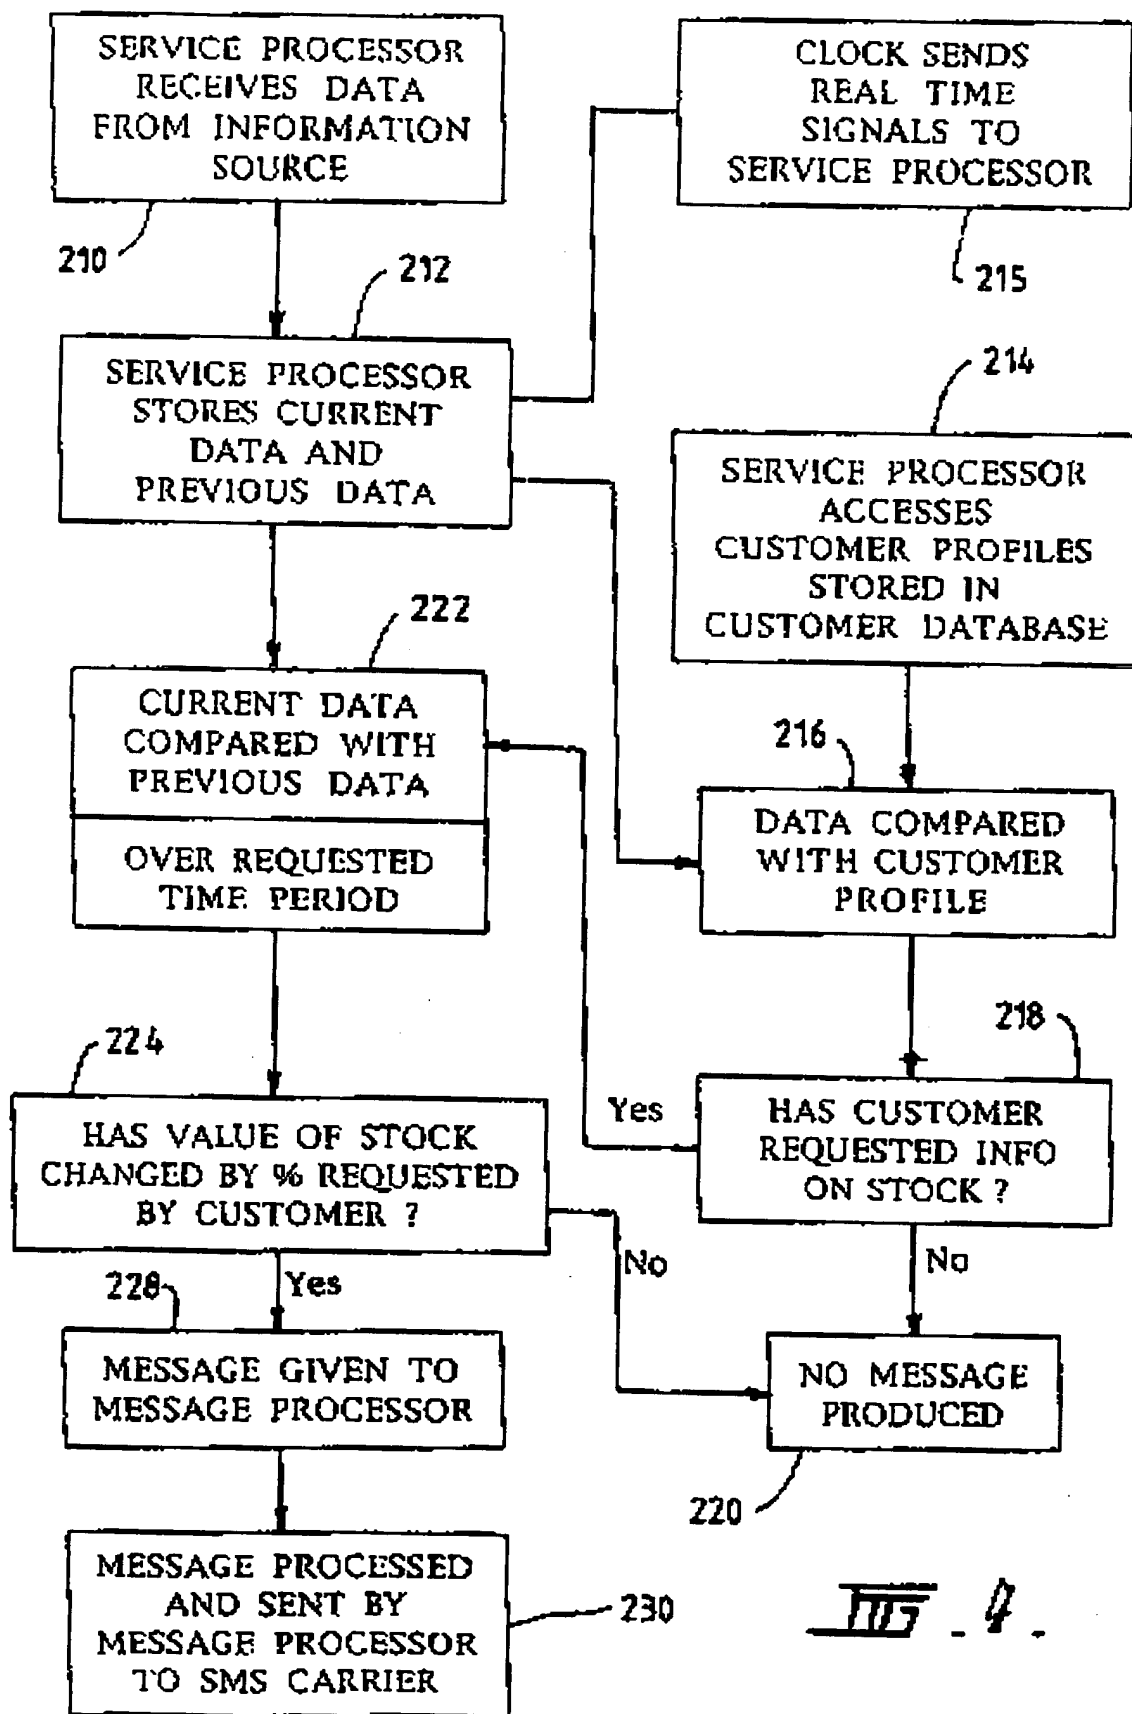 SERVICE PROCESSOR
RECEIVES DATA
FROM INFORMATION
SOURCE
210
CLOCK SENDS
REAL TIME
SIGNALS TO
SERVICE PROCESSOR
215
212
SERVICE PROCESSOR
STORES CURRENT
DATA AND
PREVIOUS DATA
214
SERVICE PROCESSOR
ACCESSES
CUSTOMER PROFILES
STORED IN
CUSTOMER DATABASE
222
CURRENT DATA
COMPARED WITH
PREVIOUS DATA
OVER REQUESTED
TIME PERIOD
216
DATA COMPARED
WITH CUSTOMER
PROFILE
224
HAS VALUE OF STOCK
CHANGED BY % REQUESTED
BY CUSTOMER ?
218
HAS CUSTOMER
REQUESTED INFO
ON STOCK ?
Yes
No
No
Yes
228
MESSAGE GIVEN TO
MESSAGE PROCESSOR
NO MESSAGE
PRODUCED
220
MESSAGE PROCESSED
AND SENT BY
MESSAGE PROCESSOR
TO SMS CARRIER
230
FIG. 4.